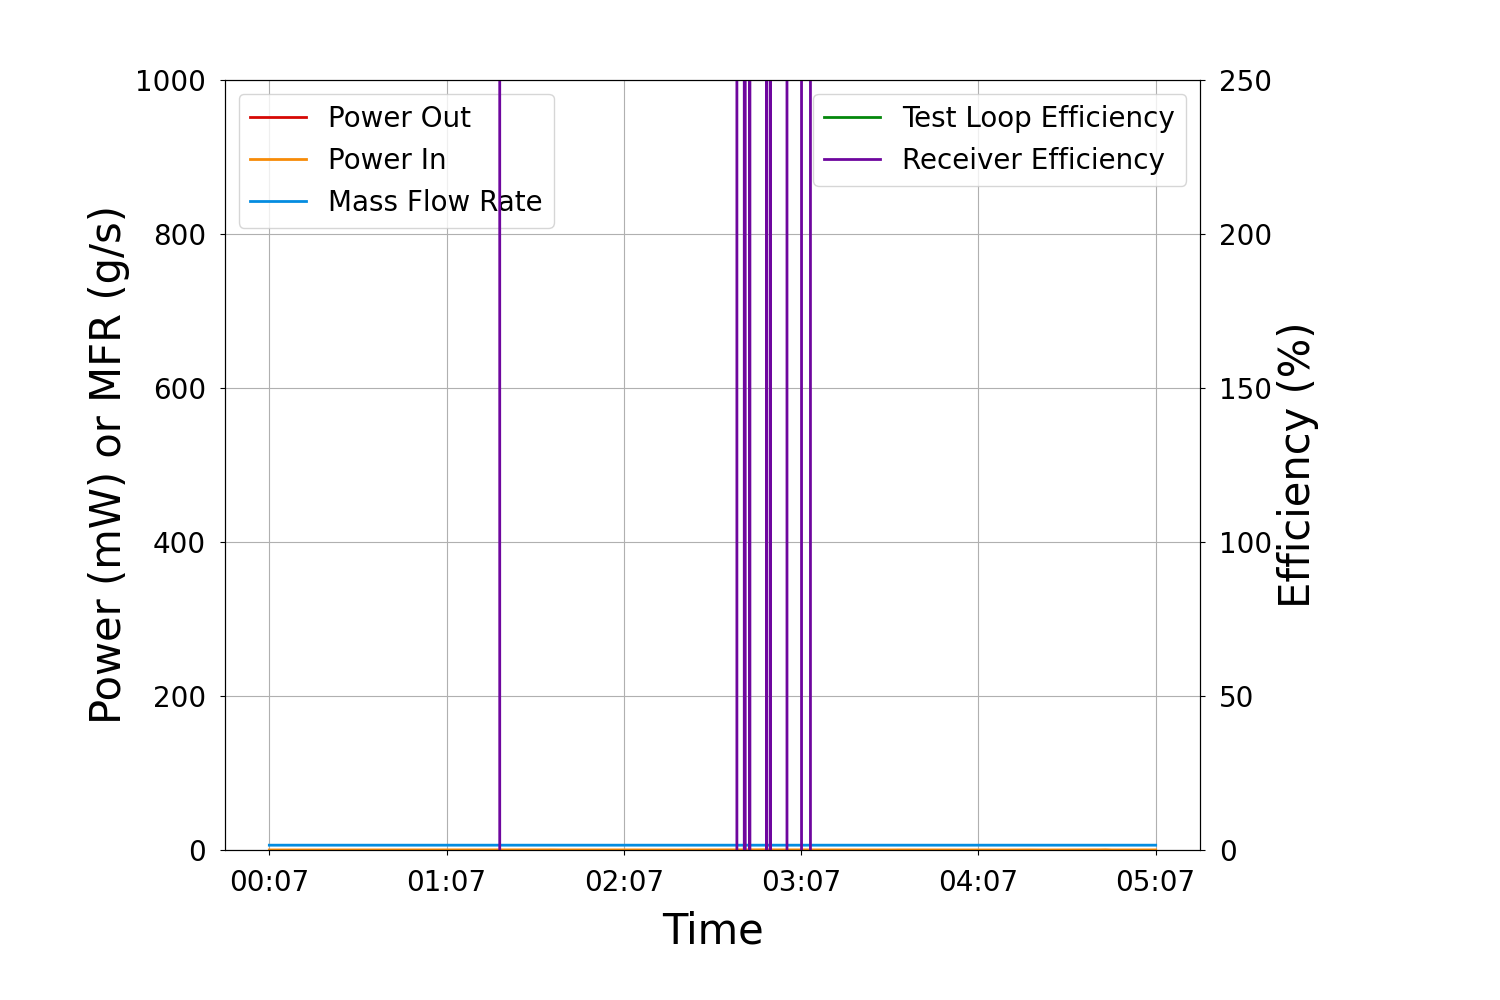 1000
800
600
400
200
0
Power (mW) or MFR (g/s)
Power Out
Power In
Mass Flow Rate
Test Loop Efficiency
Receiver Efficiency
250
200
150
100
50
0
Efficiency (%)
00:07 01:07 02:07 03:07 04:07 05:07
Time